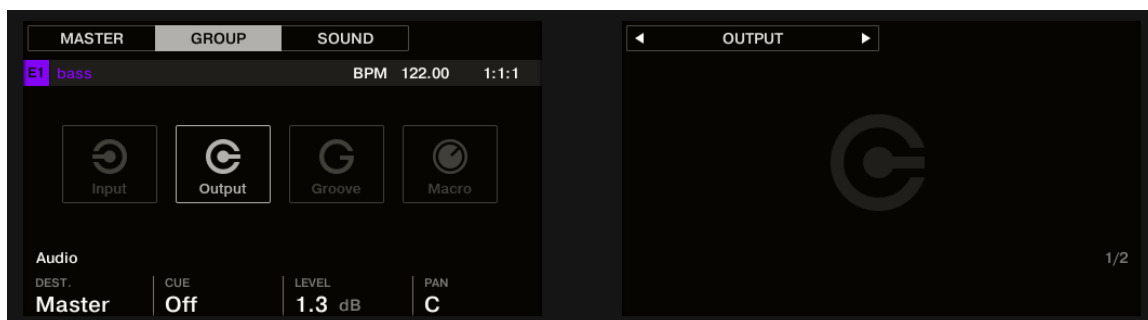 MASTER GROUP SOUND
E1 bass BPM 122.00 1:1:1
Input Output Groove Macro
Audio
DEST. CUE LEVEL PAN
Master Off 1.3 dB C
OUTPUT
1/2